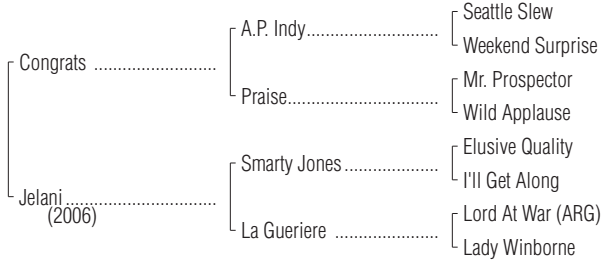 Seattle Slew
A.P. Indy
Weekend Surprise
Congrats
Mr. Prospector
Praise
Wild Applause
Elusive Quality
Smarty Jones
I'll Get Along
Jelani
(2006)
Lord At War (ARG)
La Gueriere
Lady Winborne